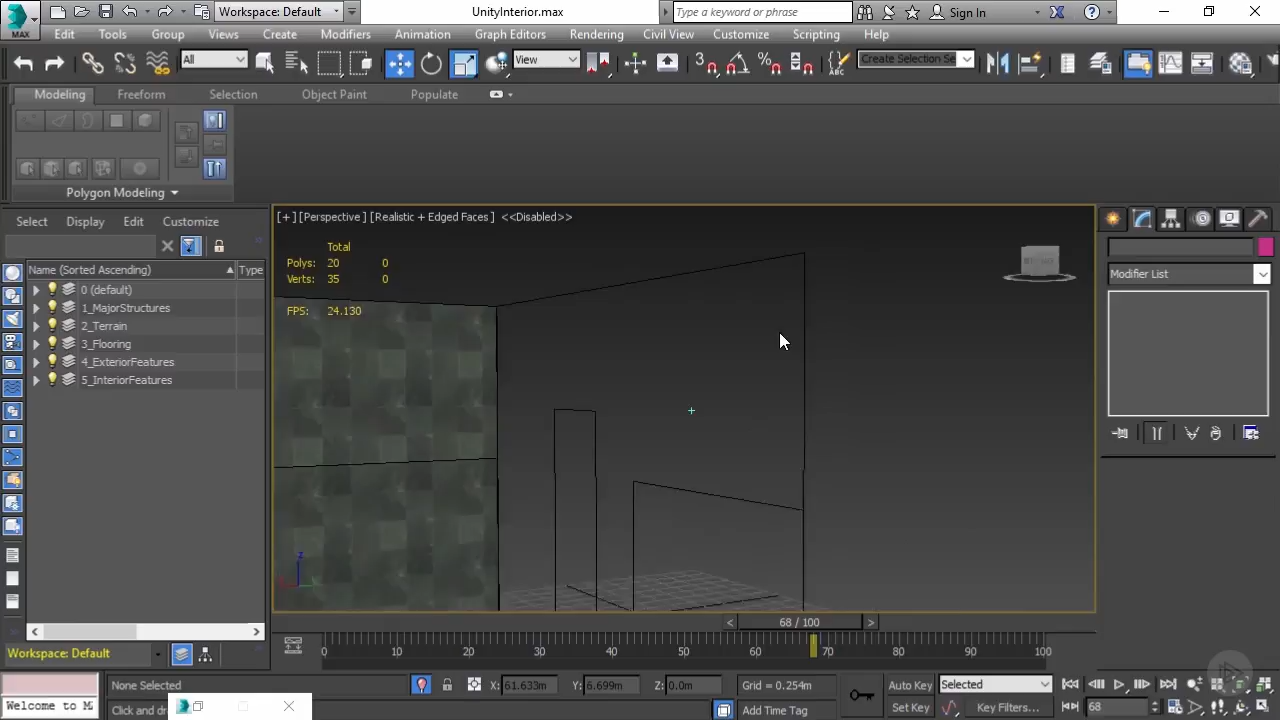 MAX
Workspace: Default
UnityInterior.max
Type a keyword or phrase
Sign In
Edit Tools Group Views Create Modifiers Animation Graph Editors Rendering Civil View Customize Scripting Help
All
View
3
%
ABC
Create Selection Se
Modeling Freeform Selection Object Paint Populate
Polygon Modeling
Select Display Edit Customize
[+] [Perspective ] [Realistic + Edged Faces ] <<Disabled>>
Total
Polys: 20 0
Verts: 35 0
FPS: 24.130
Name (Sorted Ascending) Type
0 (default)
1_MajorStructures
2_Terrain
3_Flooring
4_ExteriorFeatures
5_InteriorFeatures
Modifier List
z
< 68 / 100 >
0 10 20 30 40 50 60 70 80 90 100
Workspace: Default
None Selected
X: 61.633m Y: 6.699m Z: 0.0m
Grid = 0.254m
Auto Key Selected
Welcome to M
Click and d
Add Time Tag
Set Key Key Filters...
68